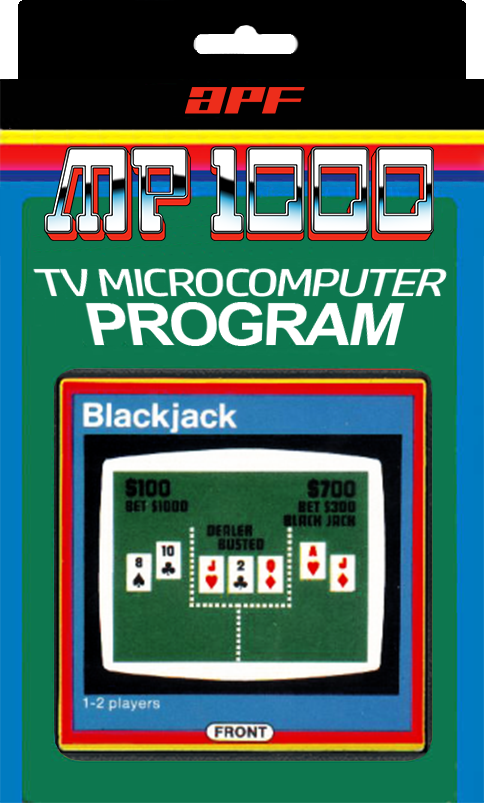 APF
MP 1000
TV MICROCOMPUTER
PROGRAM
Blackjack
$100
BET $1000
$700
BET $300
BLACK JACK
DEALER
BUSTED
8
10
J
2
Q
A
J
1-2 players
FRONT